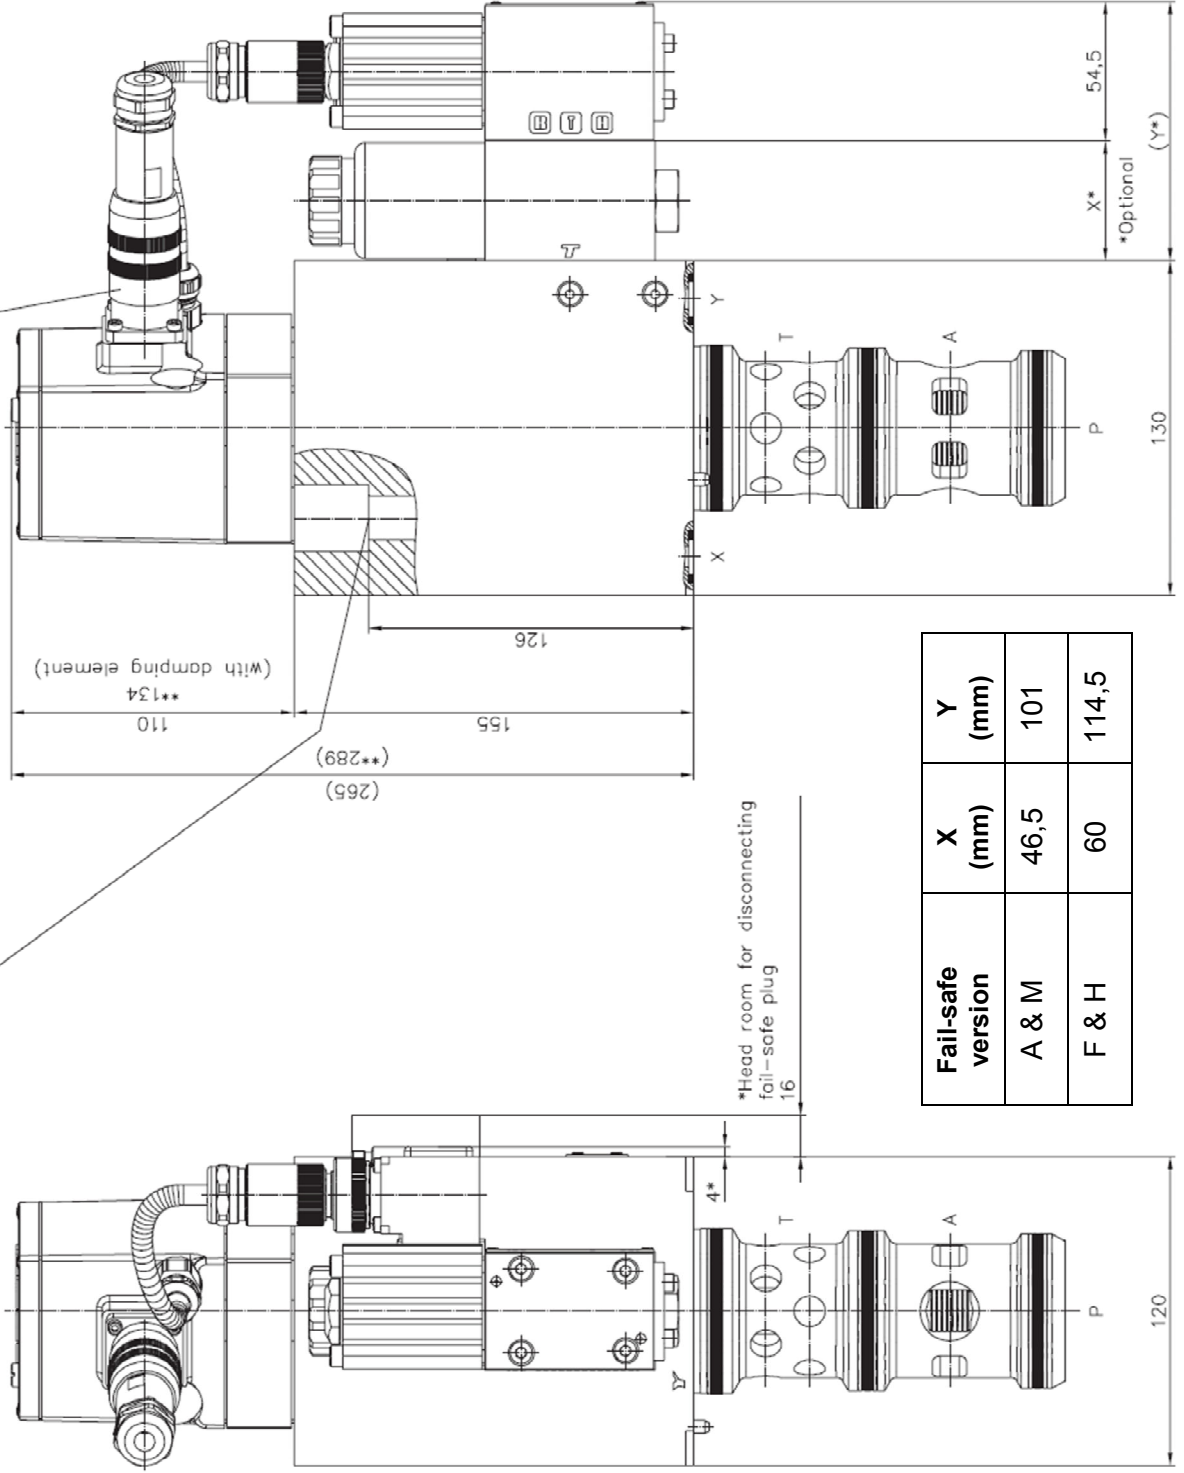 54,5
(Y*)
X*
*Optional
T
Y
X
T
A
P
130
126
(with damping element)
**134
110
155
(**289)
(265)
*Head room for disconnecting
fail-safe plug
16
4*
Y
T
A
P
120
Fail-safe
version
X
(mm)
Y
(mm)
A & M
46,5
101
F & H
60
114,5